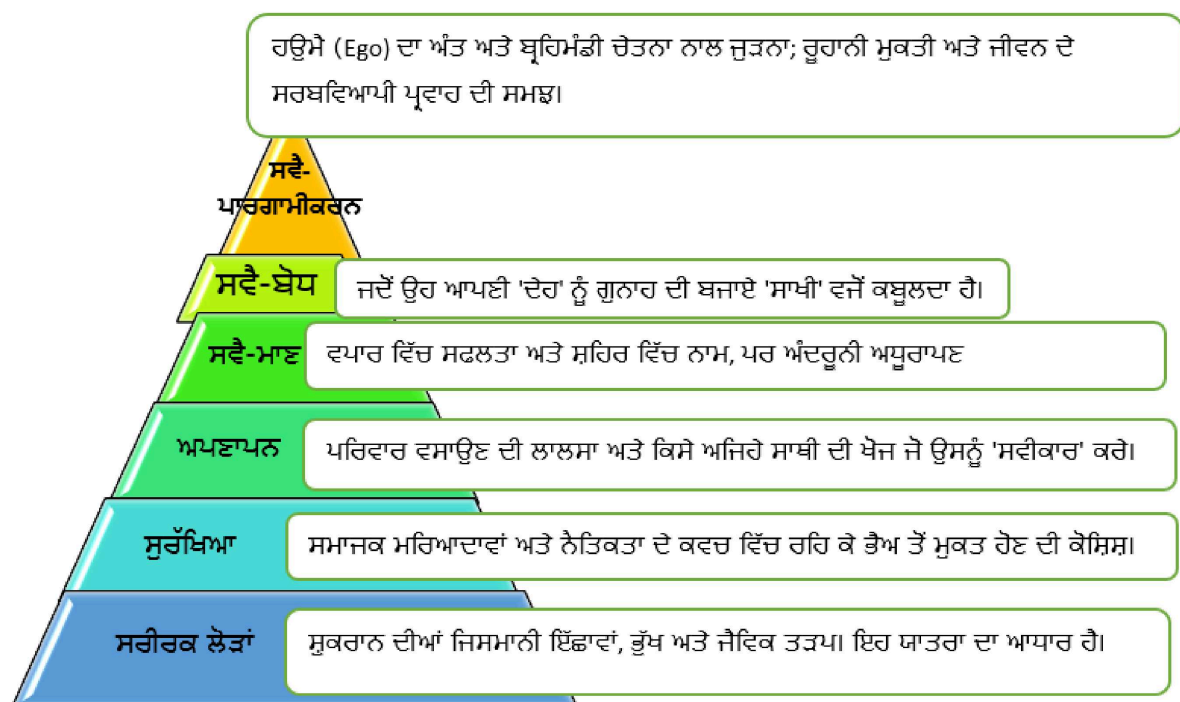 ਹਉਮੈ (Ego) ਦਾ ਅੰਤ ਅਤੇ ਬ੍ਰਹਿਮੰਡੀ ਚੇਤਨਾ ਨਾਲ ਜੁੜਨਾ; ਰੂਹਾਨੀ ਮੁਕਤੀ ਅਤੇ ਜੀਵਨ ਦੇ
ਸਰਬਵਿਆਪੀ ਪ੍ਰਵਾਹ ਦੀ ਸਮਝ।
ਸਵੈ-
ਪਾਰਗਾਮੀਕਰਨ
ਸਵੈ-ਬੋਧ
ਜਦੋਂ ਉਹ ਆਪਣੀ 'ਦੇਹ' ਨੂੰ ਗੁਨਾਹ ਦੀ ਬਜਾਏ 'ਸਾਖੀ' ਵਜੋਂ ਕਬੂਲਦਾ ਹੈ।
ਸਵੈ-ਮਾਣ
ਵਪਾਰ ਵਿੱਚ ਸਫਲਤਾ ਅਤੇ ਸ਼ਹਿਰ ਵਿੱਚ ਨਾਮ, ਪਰ ਅੰਦਰੂਨੀ ਅਧੂਰਾਪਣ
ਅਪਣਾਪਨ
ਪਰਿਵਾਰ ਵਸਾਉਣ ਦੀ ਲਾਲਸਾ ਅਤੇ ਕਿਸੇ ਅਜਿਹੇ ਸਾਥੀ ਦੀ ਖੋਜ ਜੋ ਉਸਨੂੰ 'ਸਵੀਕਾਰ' ਕਰੇ।
ਸੁਰੱਖਿਆ
ਸਮਾਜਕ ਮਰਿਆਦਾਵਾਂ ਅਤੇ ਨੈਤਿਕਤਾ ਦੇ ਕਵਚ ਵਿੱਚ ਰਹਿ ਕੇ ਭੈਅ ਤੋਂ ਮੁਕਤ ਹੋਣ ਦੀ ਕੋਸ਼ਿਸ਼।
ਸਰੀਰਕ ਲੋੜਾਂ
ਸ਼ੁਕਰਾਨ ਦੀਆਂ ਜਿਸਮਾਨੀ ਇੱਛਾਵਾਂ, ਭੁੱਖ ਅਤੇ ਜੈਵਿਕ ਤੜਪ। ਇਹ ਯਾਤਰਾ ਦਾ ਆਧਾਰ ਹੈ।